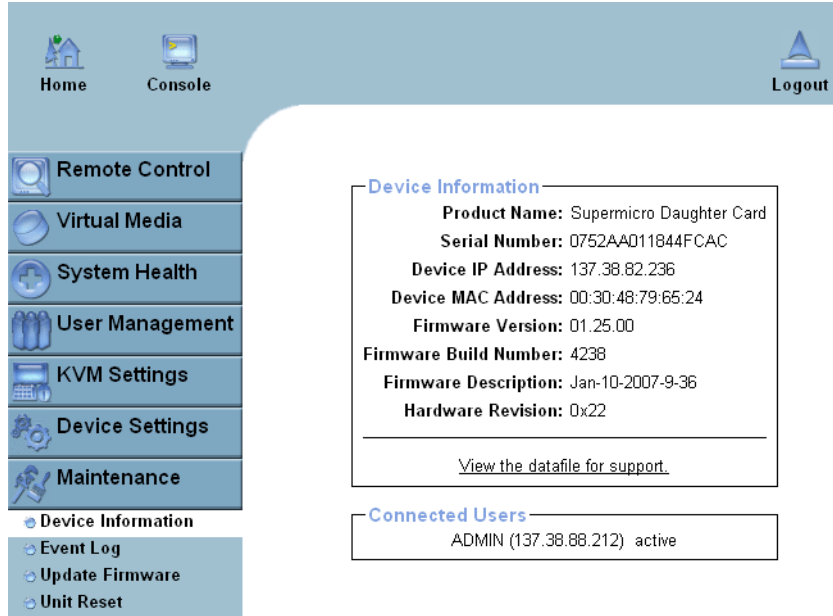 Home
Console
Logout
Remote Control
Virtual Media
System Health
User Management
KVM Settings
Device Settings
Maintenance
Device Information
Event Log
Update Firmware
Unit Reset
Device Information
Product Name: Supermicro Daughter Card
Serial Number: 0752AA011844FCAC
Device IP Address: 137.38.82.236
Device MAC Address: 00:30:48:79:65:24
Firmware Version: 01.25.00
Firmware Build Number: 4238
Firmware Description: Jan-10-2007-9-36
Hardware Revision: 0x22
View the datafile for support.
Connected Users
ADMIN (137.38.88.212) active